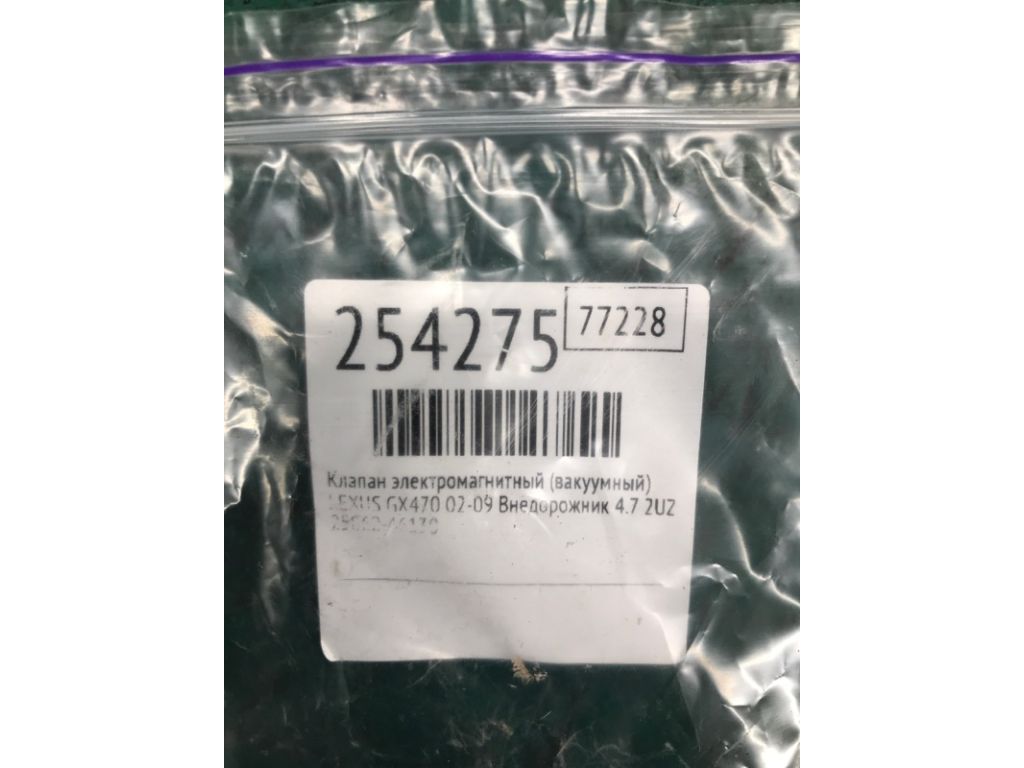 254275
77228
Клапан электромагнитный (вакуумный)
LEXUS GX470 02-09 Внедорожник 4.7 2UZ